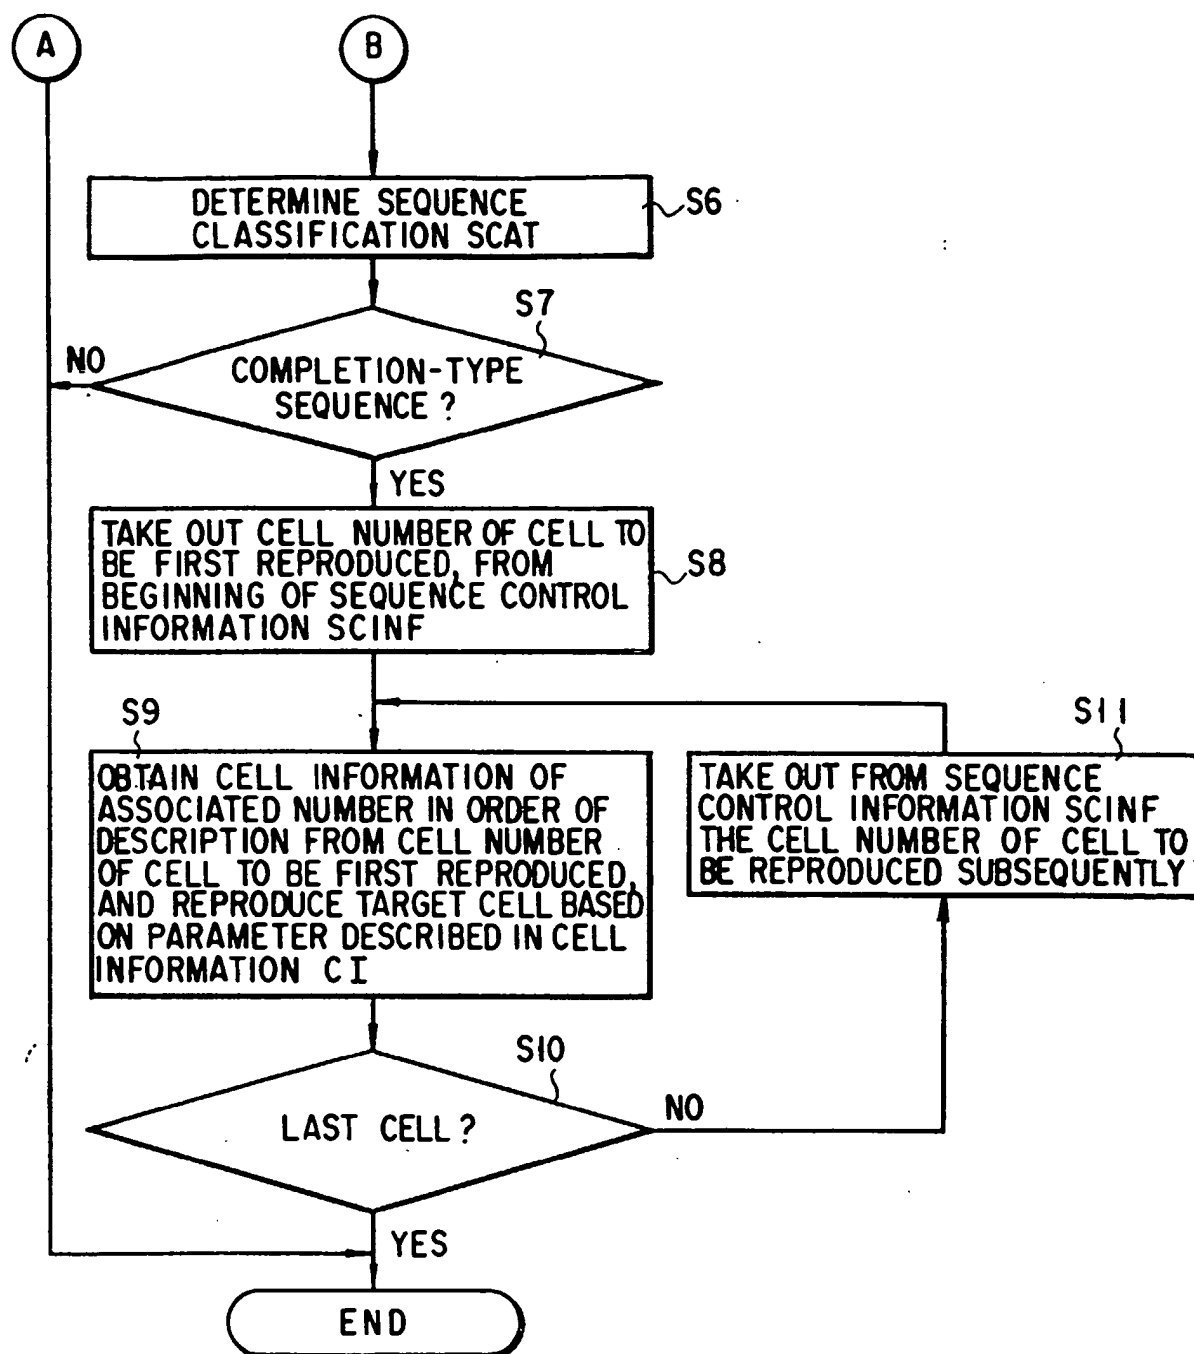 A
B
DETERMINE SEQUENCE
CLASSIFICATION SCAT
S6
S7
NO
COMPLETION-TYPE
SEQUENCE?
YES
TAKE OUT CELL NUMBER OF CELL TO
BE FIRST REPRODUCED, FROM
BEGINNING OF SEQUENCE CONTROL
INFORMATION SCINF
S8
S9
OBTAIN CELL INFORMATION OF
ASSOCIATED NUMBER IN ORDER OF
DESCRIPTION FROM CELL NUMBER
OF CELL TO BE FIRST REPRODUCED,
AND REPRODUCE TARGET CELL BASED
ON PARAMETER DESCRIBED IN CELL
INFORMATION CI
S11
TAKE OUT FROM SEQUENCE
CONTROL INFORMATION SCINF
THE CELL NUMBER OF CELL TO
BE REPRODUCED SUBSEQUENTLY
S10
LAST CELL?
NO
YES
END